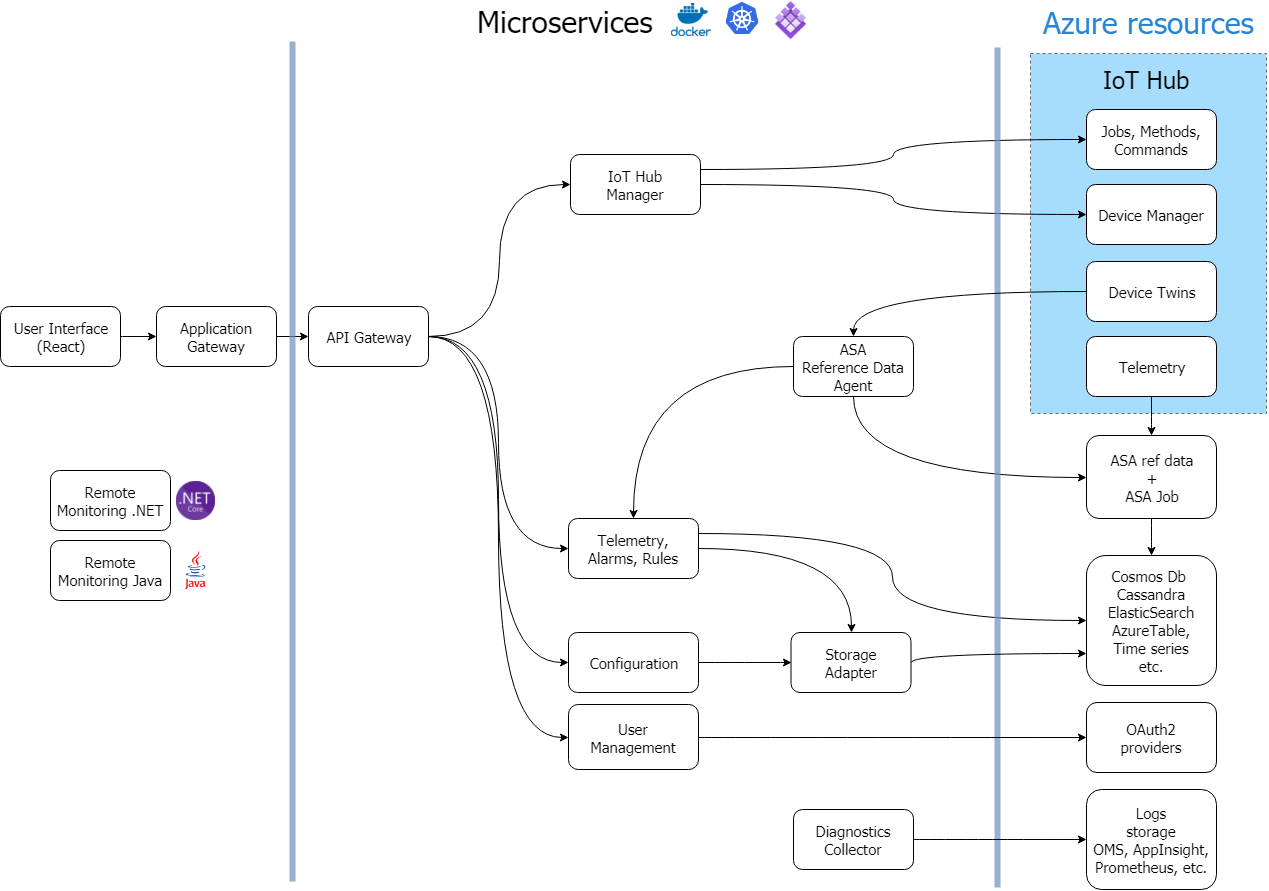 Microservices
docker
Azure resources
IoT Hub
Jobs, Methods,
Commands
IoT Hub
Manager
Device Manager
Device Twins
User Interface
(React)
Application
Gateway
API Gateway
ASA
Reference Data
Agent
Telemetry
ASA ref data
+
ASA Job
Remote
Monitoring .NET
.NET
Core
Telemetry,
Alarms, Rules
Remote
Monitoring Java
Java
Cosmos Db
Cassandra
ElasticSearch
AzureTable,
Time series
etc.
Configuration
Storage
Adapter
User
Management
OAuth2
providers
Diagnostics
Collector
Logs
storage
OMS, AppInsight,
Prometheus, etc.